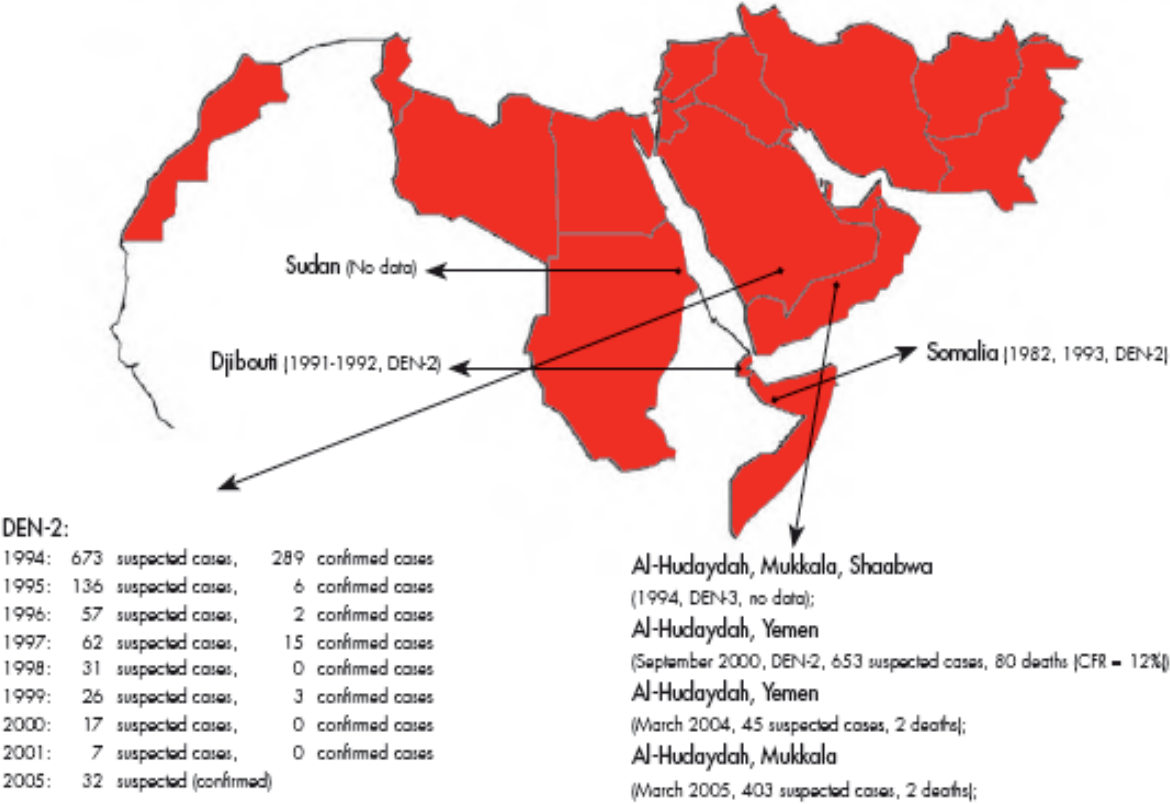 Sudan (No data)
Djibouti (1991-1992, DEN-2)
Somalia (1982, 1993, DEN-2)
DEN-2:
1994: 673 suspected cases, 289 confirmed cases
1995: 136 suspected cases, 6 confirmed cases
1996: 57 suspected cases, 2 confirmed cases
1997: 62 suspected cases, 15 confirmed cases
1998: 31 suspected cases, 0 confirmed cases
1999: 26 suspected cases, 3 confirmed cases
2000: 17 suspected cases, 0 confirmed cases
2001: 7 suspected cases, 0 confirmed cases
2005: 32 suspected (confirmed)
Al-Hudaydah, Mukkala, Shaabwa
(1994, DEN-3, no data);
Al-Hudaydah, Yemen
(September 2000, DEN-2, 653 suspected cases, 80 deaths (CFR = 12%));
Al-Hudaydah, Yemen
(March 2004, 45 suspected cases, 2 deaths);
Al-Hudaydah, Mukkala
(March 2005, 403 suspected cases, 2 deaths);